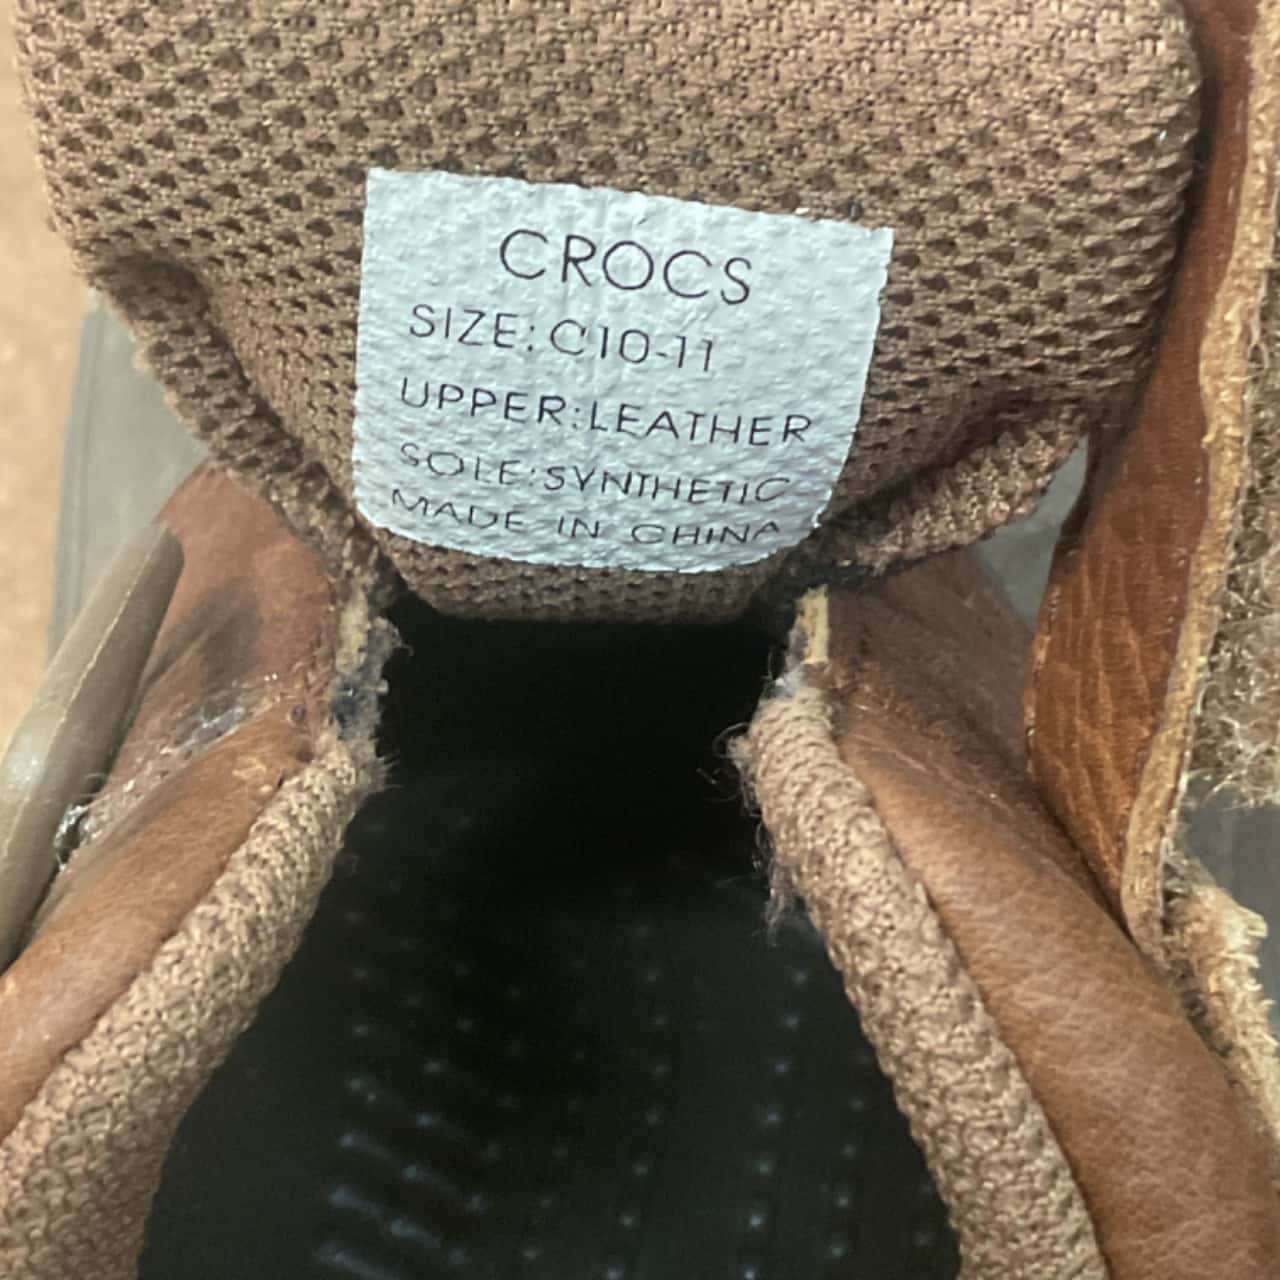 CROCS
SIZE: C10-11
UPPER: LEATHER
SOLE: SYNTHETIC
MADE IN CHINA